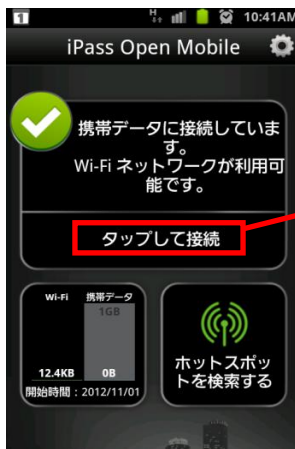 1
H
10:41AM
iPass Open Mobile
携帯データに接続していま
す。
Wi-Fi ネットワークが利用可
能です。
タップして接続
Wi-Fi 携帯データ
1GB
12.4KB 0B
開始時間：2012/11/01
ホットスポッ
トを検索する